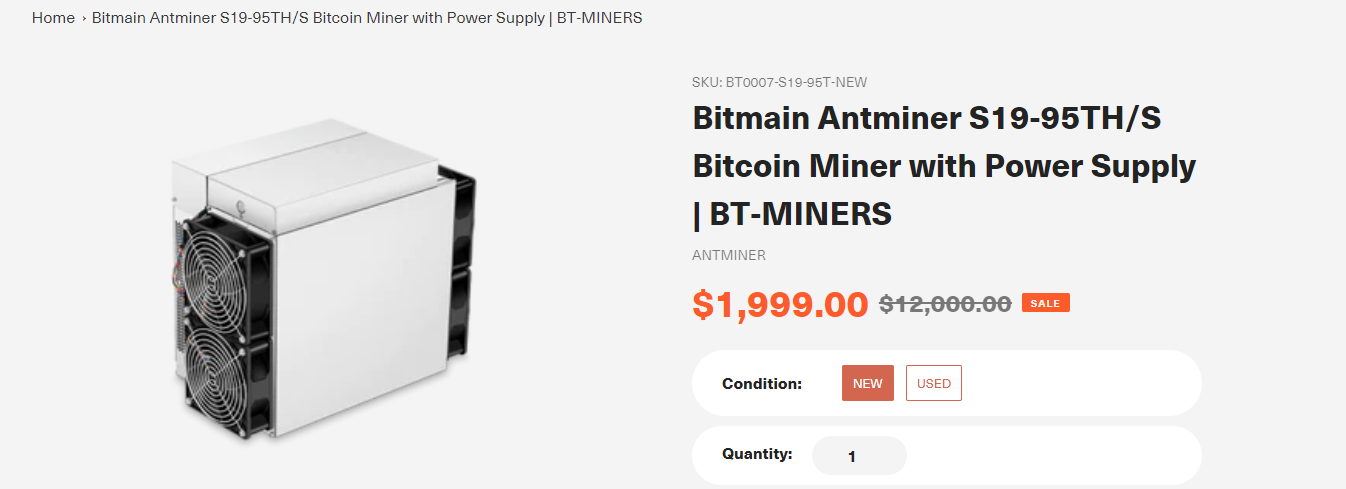 Home › Bitmain Antminer S19-95TH/S Bitcoin Miner with Power Supply | BT-MINERS
SKU: BT0007-S19-95T-NEW
Bitmain Antminer S19-95TH/S
Bitcoin Miner with Power Supply
| BT-MINERS
ANTMINER
$1,999.00 $12,000.00 SALE
Condition: NEW USED
Quantity: 1